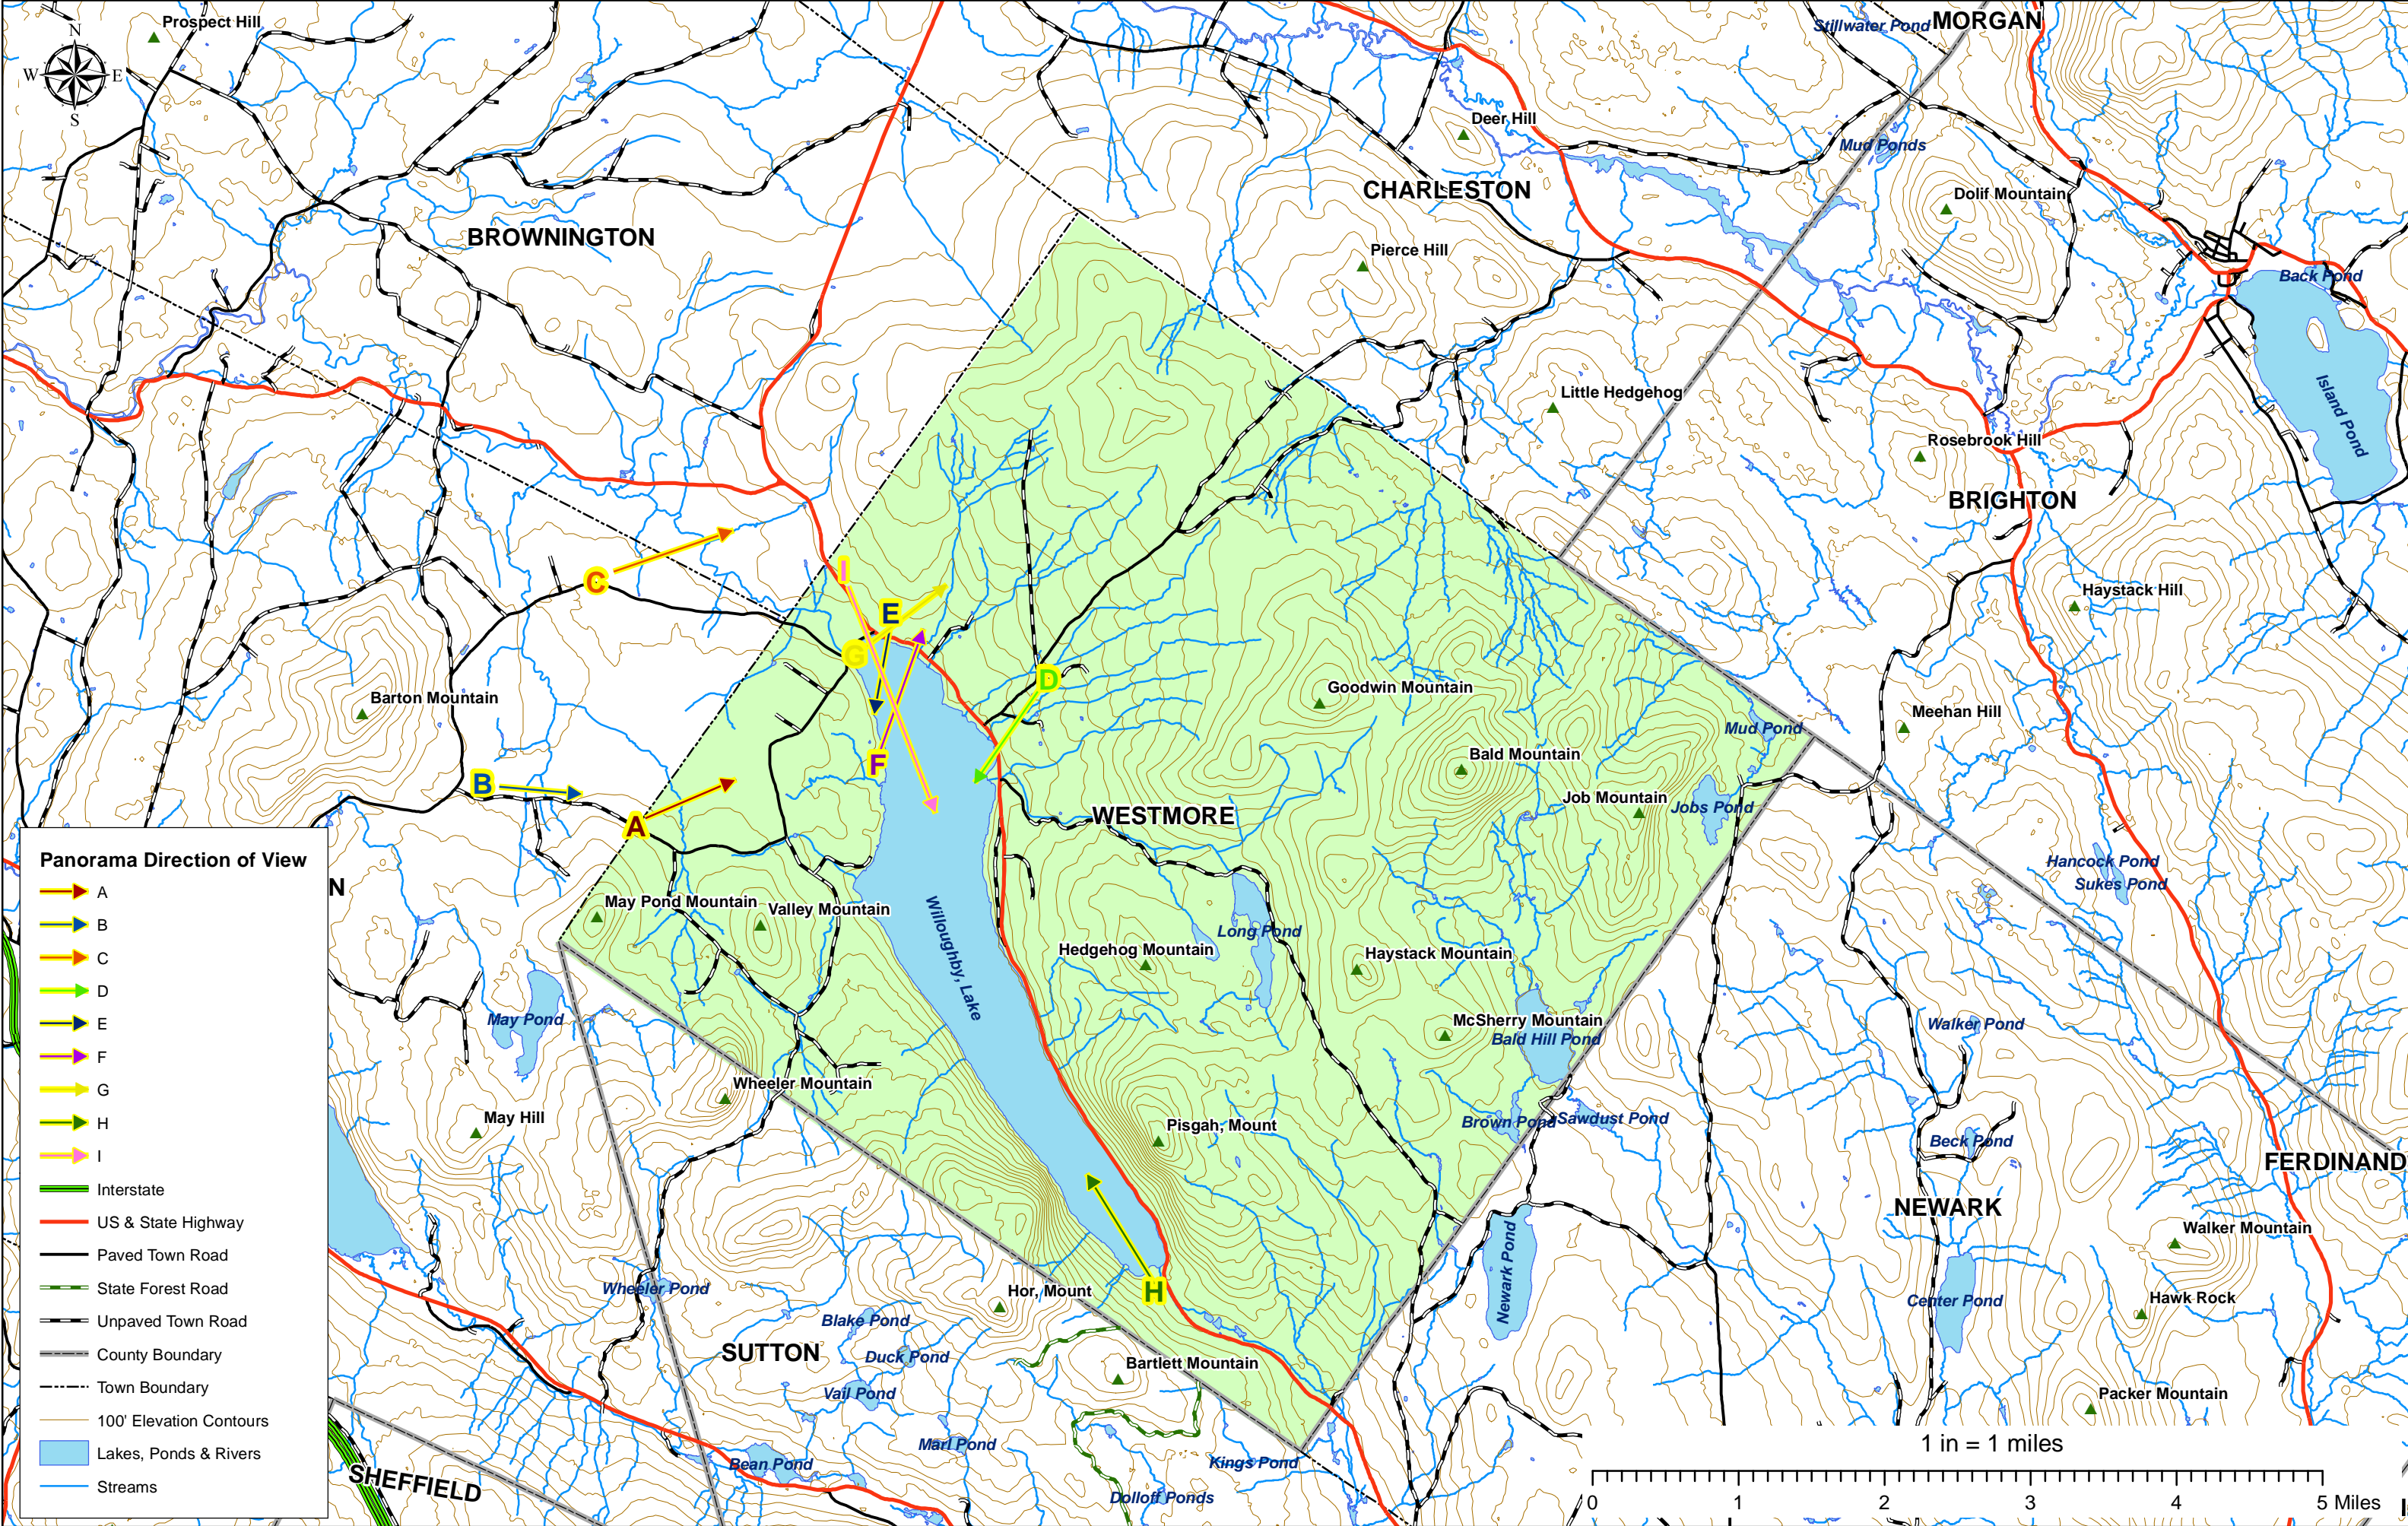 Prospect Hill
N
W
E
S
Stillwater Pond
MORGAN
Deer Hill
Mud Ponds
CHARLESTON
Dolif Mountain
BROWNINGTON
Pierce Hill
Back Pond
Island Pond
Little Hedgehog
Rosebrook Hill
BRIGHTON
C
I
E
G
Haystack Hill
D
Barton Mountain
Goodwin Mountain
Meehan Hill
Mud Pond
B
F
Bald Mountain
Job Mountain
Jobs Pond
A
WESTMORE
Hancock Pond
Sukes Pond
N
May Pond Mountain
Valley Mountain
Willoughby, Lake
Long Pond
Hedgehog Mountain
Haystack Mountain
May Pond
McSherry Mountain
Bald Hill Pond
Walker Pond
Wheeler Mountain
May Hill
Pisgah, Mount
Brown Pond
Sawdust Pond
Beck Pond
FERDINAND
NEWARK
Walker Mountain
Newark Pond
Wheeler Pond
Hor, Mount
H
Center Pond
Hawk Rock
Blake Pond
SUTTON
Duck Pond
Bartlett Mountain
Vail Pond
Packer Mountain
Marl Pond
Bean Pond
Kings Pond
SHEFFIELD
Dolloff Ponds
Panorama Direction of View
A
B
C
D
E
F
G
H
I
Interstate
US & State Highway
Paved Town Road
State Forest Road
Unpaved Town Road
County Boundary
Town Boundary
100' Elevation Contours
Lakes, Ponds & Rivers
Streams
1 in = 1 miles
0 1 2 3 4 5 Miles